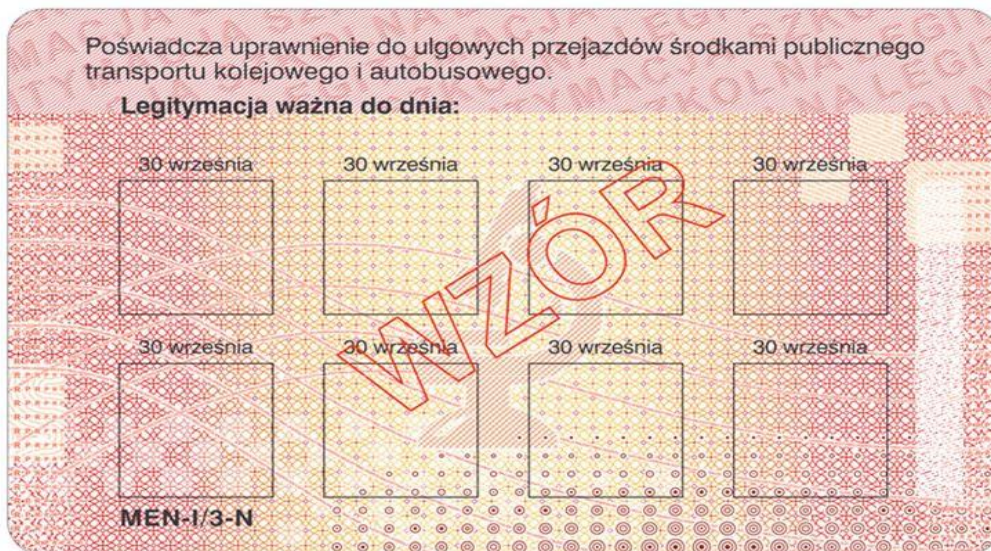 Poświadcza uprawnienie do ulgowych przejazdów środkami publicznego
transportu kolejowego i autobusowego.
Legitymacja ważna do dnia:
30 września 30 września 30 września 30 września
WZÓR
30 września 30 września 30 września 30 września
MEN-I/3-N